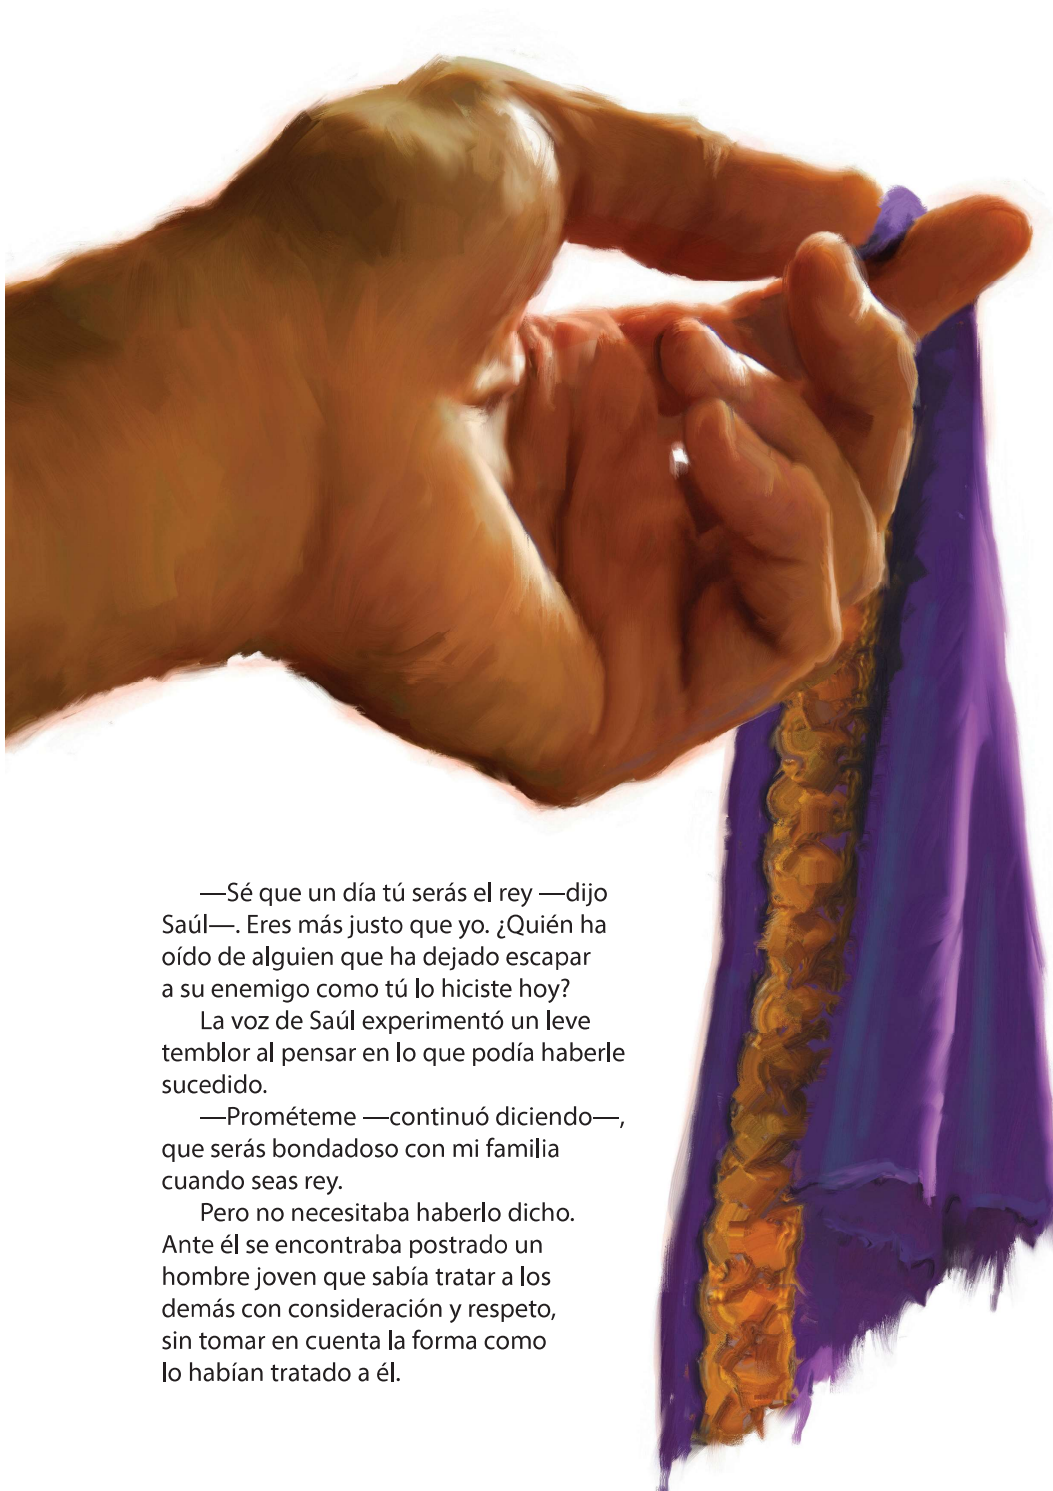 —Sé que un día tú serás el rey —dijo
Saúl—. Eres más justo que yo. ¿Quién ha
oído de alguien que ha dejado escapar
a su enemigo como tú lo hiciste hoy?
La voz de Saúl experimentó un leve
temblor al pensar en lo que podía haberle
sucedido.
—Prométeme —continuó diciendo—,
que serás bondadoso con mi familia
cuando seas rey.
Pero no necesitaba haberlo dicho.
Ante él se encontraba postrado un
hombre joven que sabía tratar a los
demás con consideración y respeto,
sin tomar en cuenta la forma como
lo habían tratado a él.